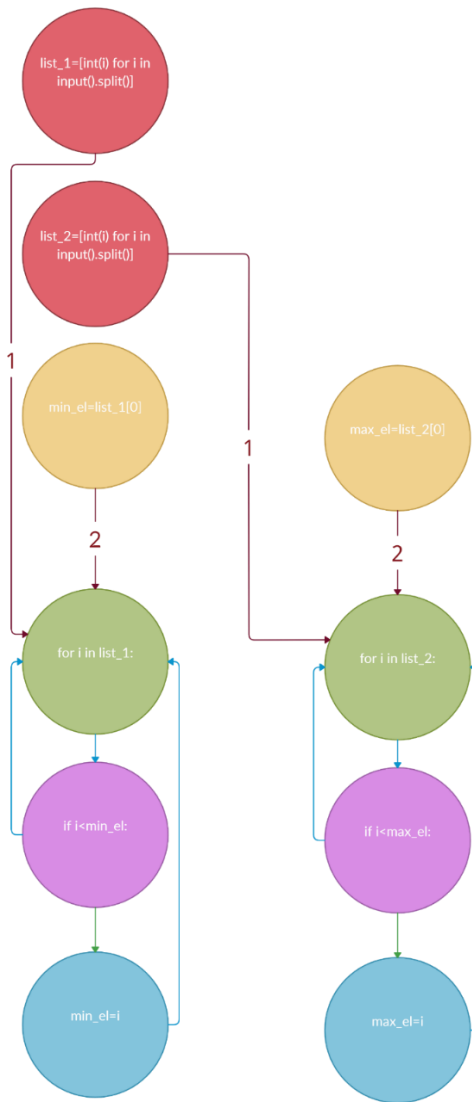 list_1=[int(i) for i in
input().split()]
list_2=[int(i) for i in
input().split()]
1
min_el=list_1[0]
max_el=list_2[0]
1
2
2
for i in list_1:
for i in list_2:
if i<min_el:
if i<max_el:
min_el=i
max_el=i